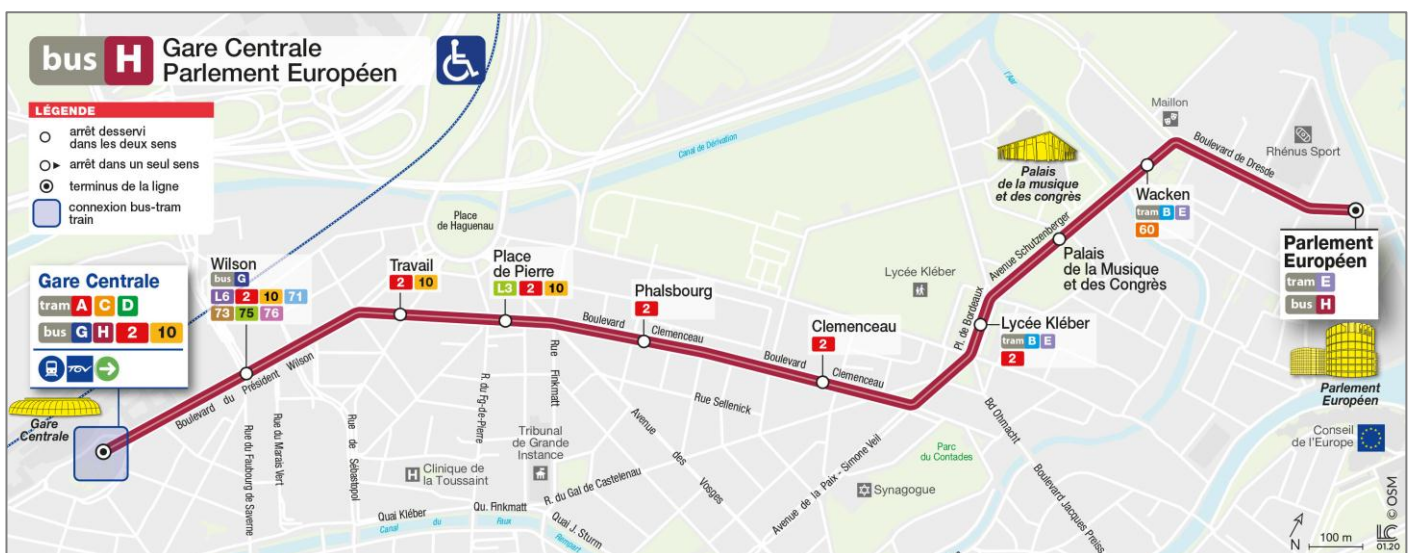 bus H
Gare Centrale
Parlement Européen
LÉGENDE
arrêt desservi
dans les deux sens
arrêt dans un seul sens
terminus de la ligne
connexion bus-tram
train
Gare Centrale
tram A C D
bus G H 2 10
TGV
Gare
Centrale
Wilson
bus G
L6 2 10 71
73 75 76
Boulevard du Président Wilson
Rue du Faubourg de Saverne
Rue du Marais Vert
Rue de Sébastopol
Place
de Haguenau
Travail
2 10
Place
de Pierre
L3 2 10
R. du Fg-de-Pierre
Rue Finkmatt
Clinique de
la Toussaint
Tribunal
de Grande
Instance
Quai Kléber
Canal du
Qu. Finkmatt
Quai J. Sturm
Rempart
R. du Gal de Castelenau
Phalsbourg
2
Boulevard Clemenceau
Avenue des Vosges
Rue Sellenick
Clemenceau
2
Boulevard Clemenceau
Avenue de la Paix - Simone Veil
Synagogue
Parc
du Contades
Canal de Dérivation
l'Aar
Lycée Kléber
Pl. de Bordeaux
Lycée Kléber
tram B E
2
Bd Ohmacht
Boulevard Jacques Preiss
Avenue Schutzenberger
Palais
de la musique
et des congrès
Palais
de la Musique
et des Congrès
Wacken
tram B E
60
Maillon
Boulevard de Dresde
Rhénus Sport
Parlement
Européen
tram E
bus H
Parlement
Européen
Conseil
de l'Europe
N
100 m
01.20
© OSM